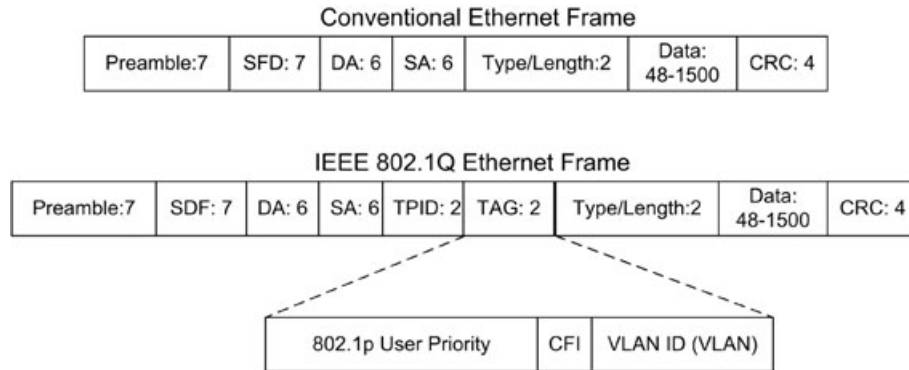 Conventional Ethernet Frame
Preamble:7 SFD: 7 DA: 6 SA: 6 Type/Length:2 Data: 48-1500 CRC: 4
IEEE 802.1Q Ethernet Frame
Preamble:7 SDF: 7 DA: 6 SA: 6 TPID: 2 TAG: 2 Type/Length:2 Data: 48-1500 CRC: 4
802.1p User Priority CFI VLAN ID (VLAN)